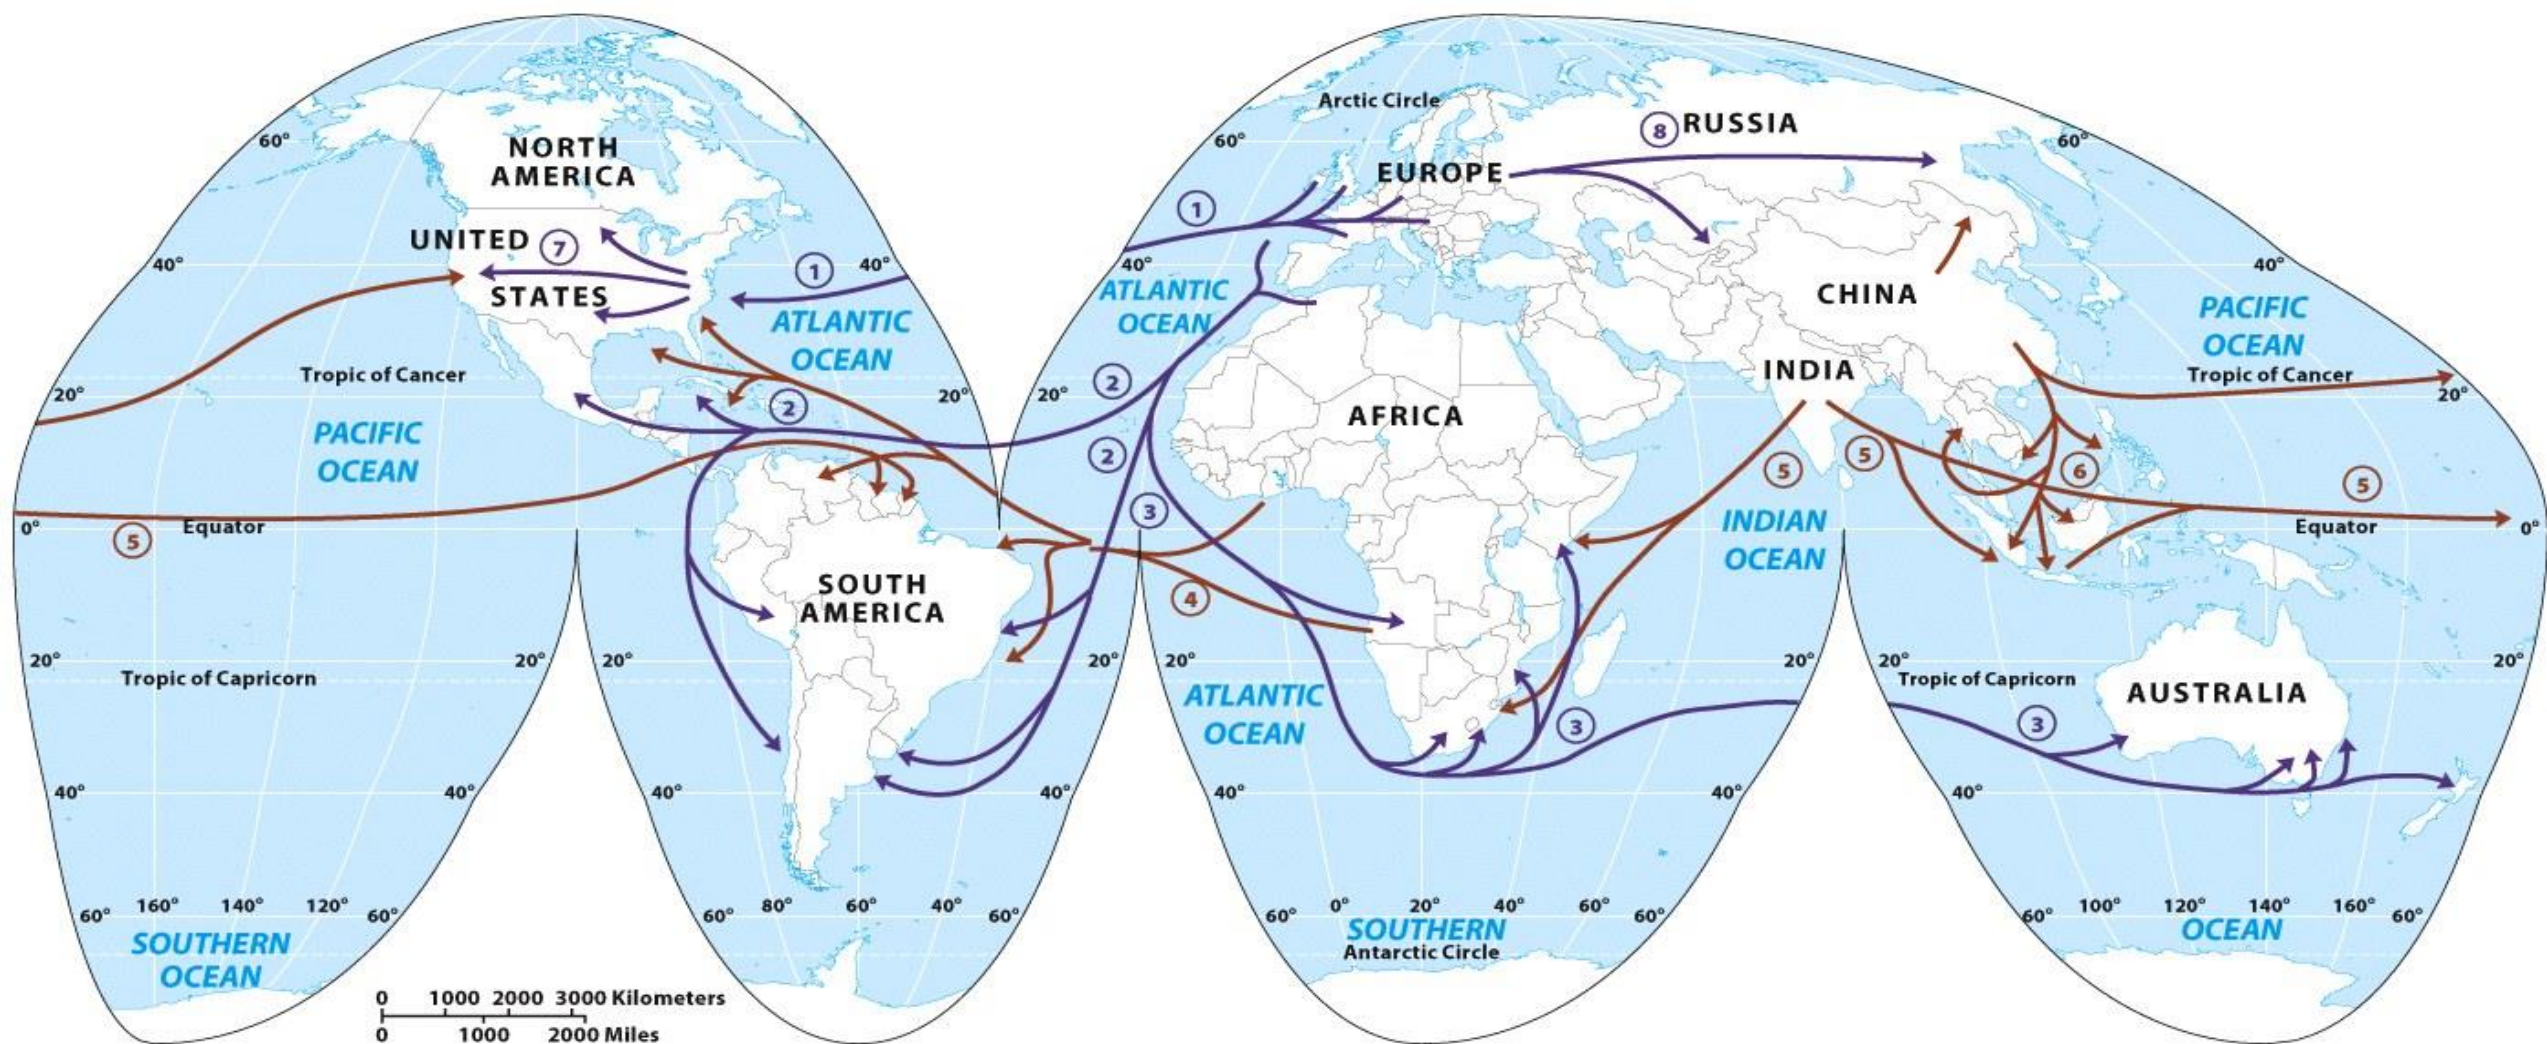 Arctic Circle
8
RUSSIA
60°
60°
60°
60°
NORTH
AMERICA
EUROPE
1
UNITED
7
STATES
1
40°
40°
40°
40°
CHINA
ATLANTIC
OCEAN
ATLANTIC
OCEAN
PACIFIC
OCEAN
Tropic of Cancer
INDIA
Tropic of Cancer
20°
20°
20°
20°
2
2
AFRICA
PACIFIC
OCEAN
2
5
5
6
5
3
INDIAN
OCEAN
0°
Equator
5
Equator
0°
SOUTH
AMERICA
4
20°
20°
20°
20°
20°
20°
20°
20°
Tropic of Capricorn
Tropic of Capricorn
ATLANTIC
OCEAN
AUSTRALIA
3
3
40°
40°
40°
40°
40°
40°
40°
60°
160°
140°
120°
60°
60°
80°
60°
40°
60°
60°
0°
20°
40°
60°
60°
60°
100°
120°
140°
160°
60°
SOUTHERN
OCEAN
SOUTHERN
OCEAN
Antarctic Circle
0 1000 2000 3000 Kilometers
0 1000 2000 Miles